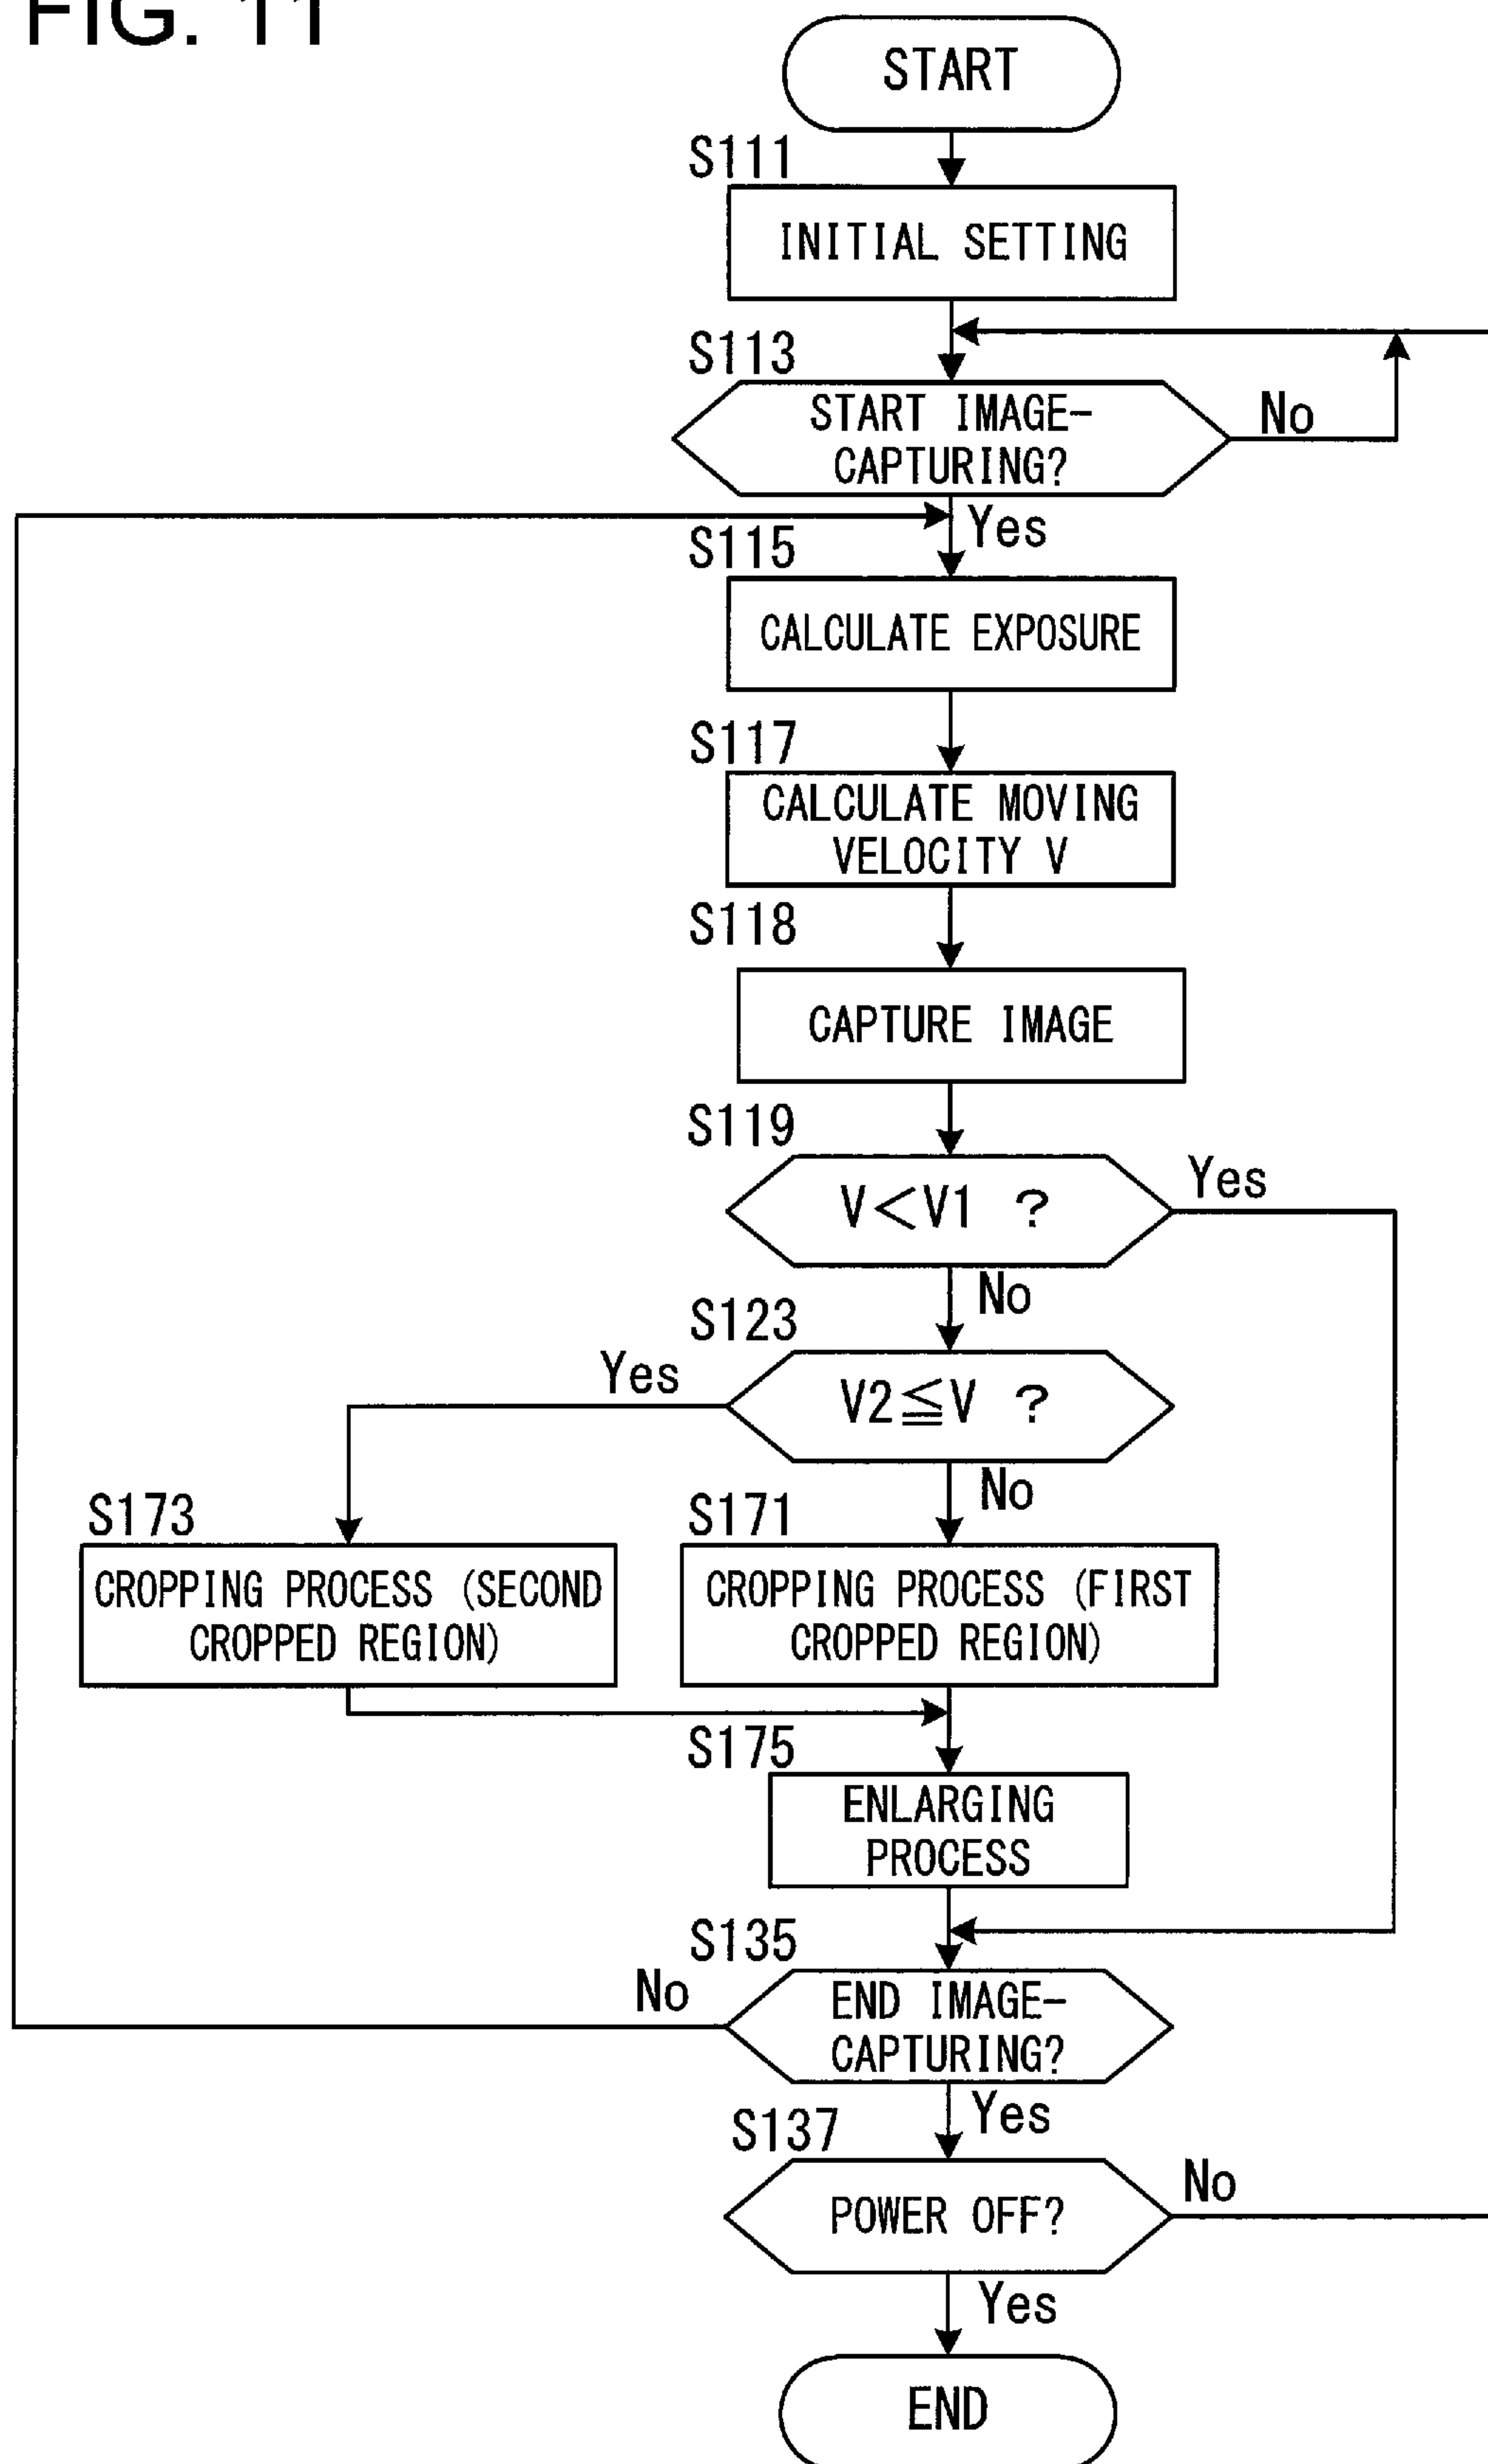 FIG. 11
START
S111
INITIAL SETTING
S113
START IMAGE-
CAPTURING?
No
Yes
S115
CALCULATE EXPOSURE
S117
CALCULATE MOVING
VELOCITY V
S118
CAPTURE IMAGE
S119
V<V1 ?
Yes
No
S123
V2≦V ?
Yes
No
S173
CROPPING PROCESS (SECOND
CROPPED REGION)
S171
CROPPING PROCESS (FIRST
CROPPED REGION)
S175
ENLARGING
PROCESS
S135
END IMAGE-
CAPTURING?
No
Yes
S137
POWER OFF?
No
Yes
END